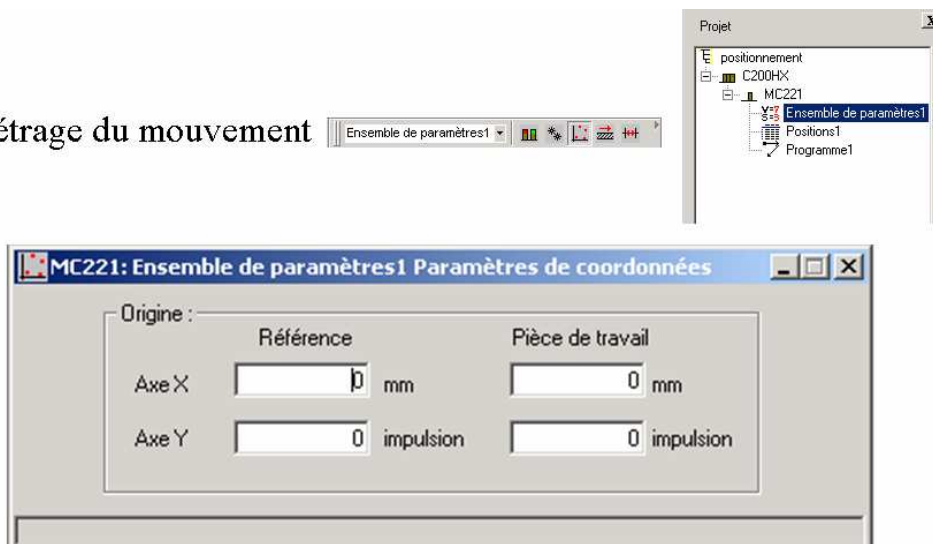 Projet
positionnement
C200HX
MC221
étrage du mouvement
Ensemble de paramètres1
Ensemble de paramètres1
Positions1
Programme1
MC221: Ensemble de paramètres1 Paramètres de coordonnées
Origine :
Référence Pièce de travail
Axe X 0 mm 0 mm
Axe Y 0 impulsion 0 impulsion